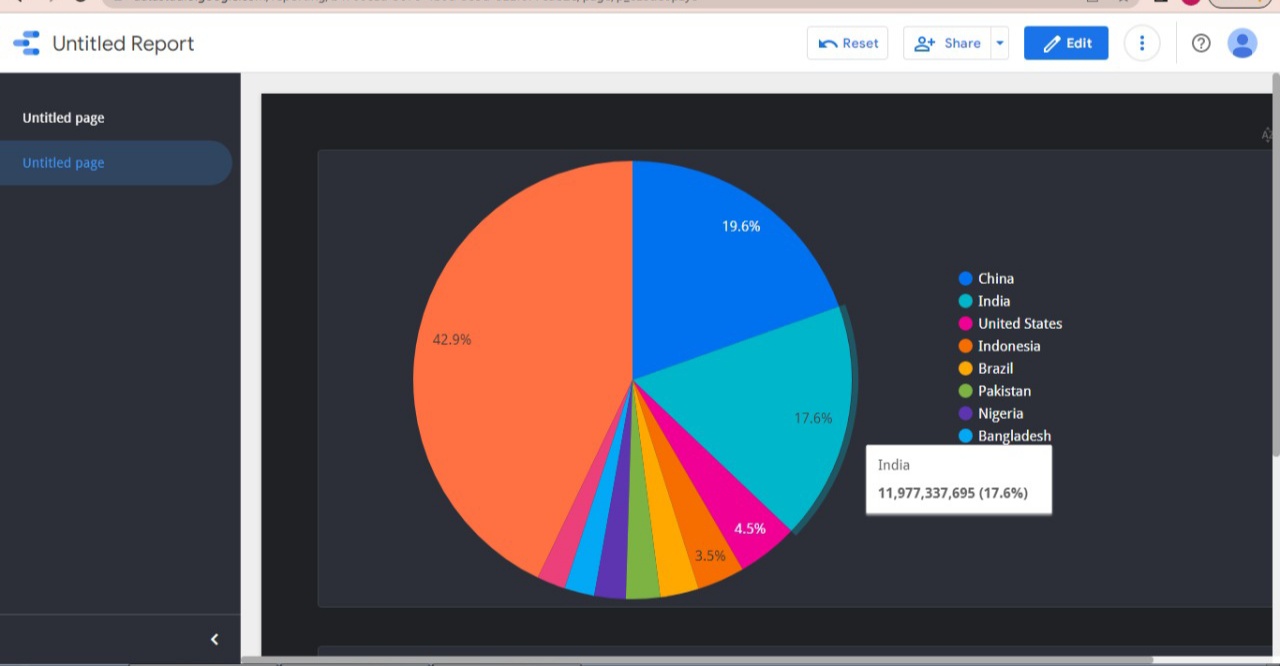 Untitled Report
Reset
Share
Edit
Untitled page
Untitled page
19.6%
42.9%
17.6%
4.5%
3.5%
China
India
United States
Indonesia
Brazil
Pakistan
Nigeria
Bangladesh
India
11,977,337,695 (17.6%)